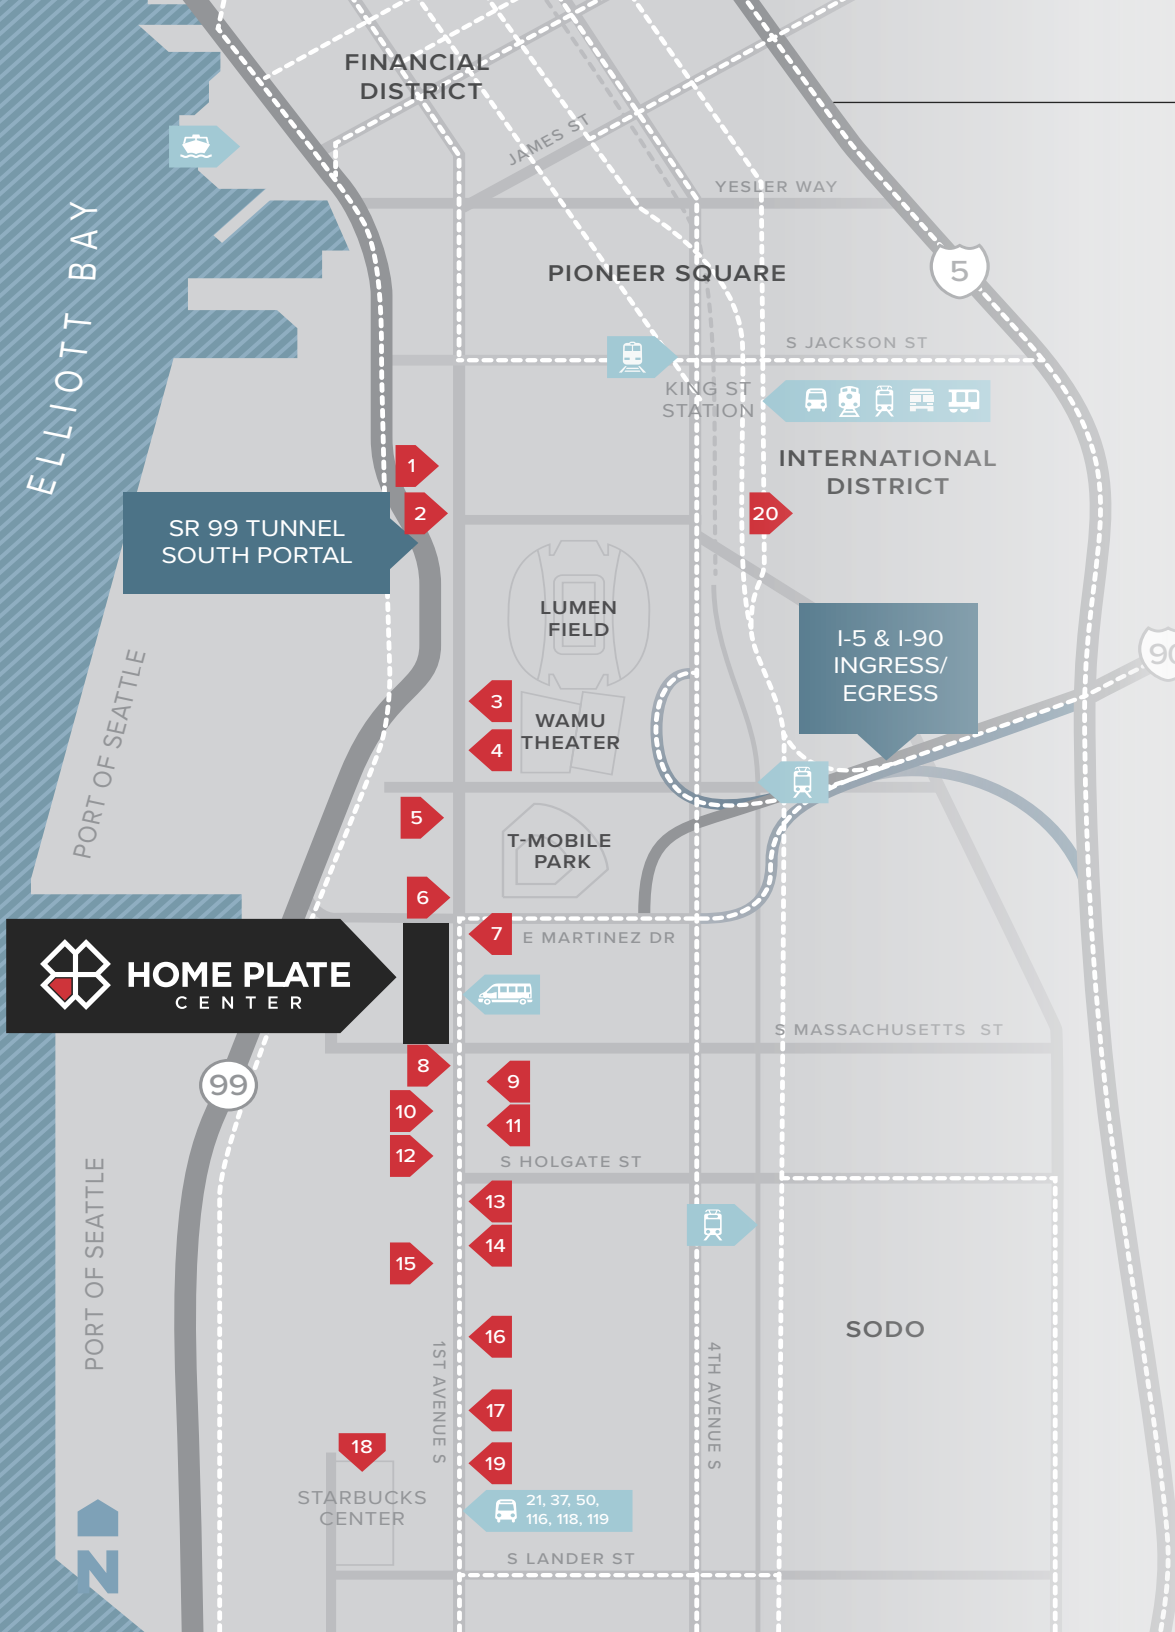 FINANCIAL
DISTRICT
JAMES ST
YESLER WAY
ELLIOTT BAY
PIONEER SQUARE
5
S JACKSON ST
KING ST
STATION
INTERNATIONAL
DISTRICT
1
2
20
SR 99 TUNNEL
SOUTH PORTAL
LUMEN
FIELD
I-5 & I-90
INGRESS/
EGRESS
90
PORT OF SEATTLE
3
WAMU
THEATER
4
5
T-MOBILE
PARK
6
7
E MARTINEZ DR
HOME PLATE
CENTER
S MASSACHUSETTS ST
8
9
99
10
11
12
S HOLGATE ST
PORT OF SEATTLE
13
14
15
16
SODO
1ST AVENUE S
4TH AVENUE S
17
18
19
STARBUCKS
CENTER
21, 37, 50,
116, 118, 119
S LANDER ST
N